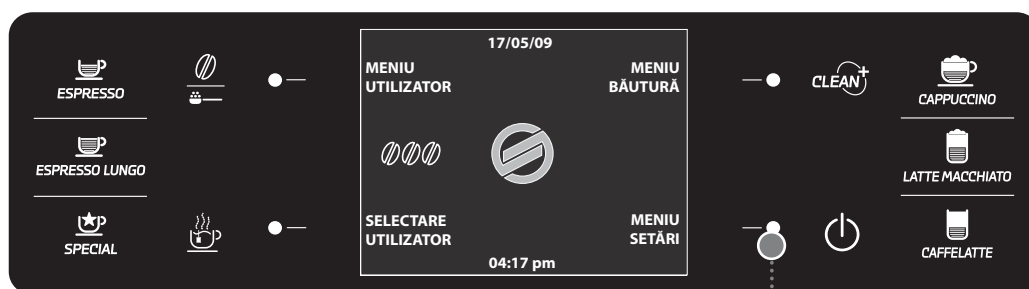 17/05/09
MENIU
UTILIZATOR
MENIU
BĂUTURĂ
SELECTARE
UTILIZATOR
MENIU
SETĂRI
04:17 pm
ESPRESSO
ESPRESSO LUNGO
SPECIAL
CLEAN+
CAPPUCCINO
LATTE MACCHIATO
CAFFELATTE